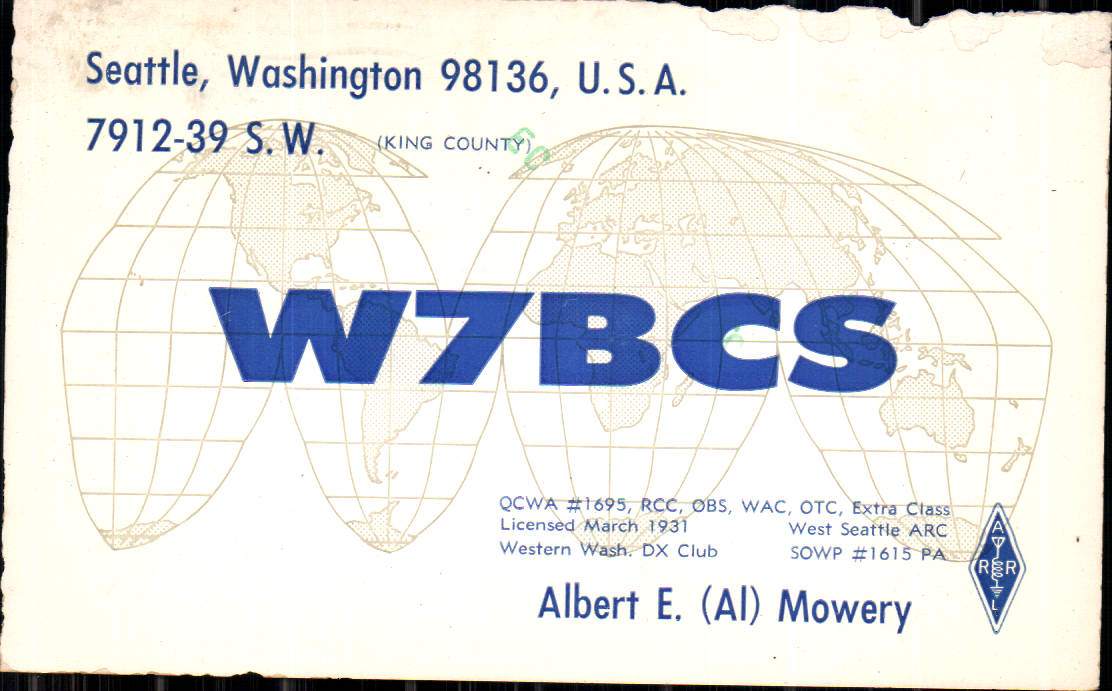 Seattle, Washington 98136, U.S.A.
7912-39 S.W. (KING COUNTY)
W7BCS
QCWA #1695, RCC, OBS, WAC, OTC, Extra Class
Licensed March 1931 West Seattle ARC
Western Wash. DX Club SOWP #1615 PA
A
R R
L
Albert E. (Al) Mowery